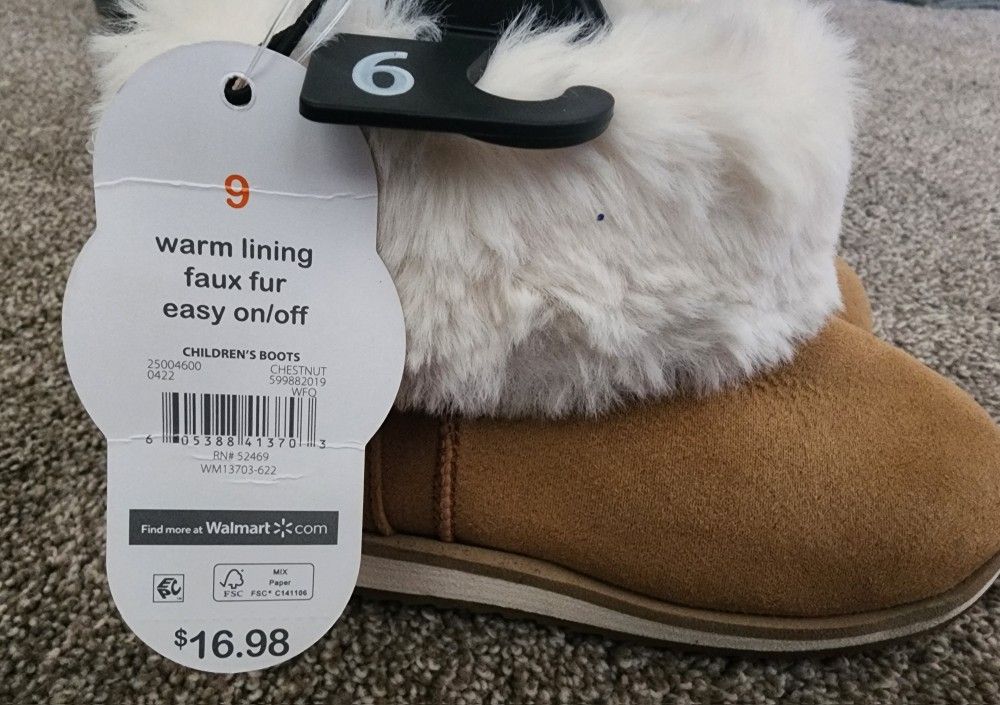 6
9
warm lining
faux fur
easy on/off
CHILDREN'S BOOTS
25004600 CHESTNUT
0422 599882019
WFO
6 05388 41370 3
RN# 52469
WM13703-622
Find more at Walmart com
MIX
Paper
FSC FSC® C141106
$16.98